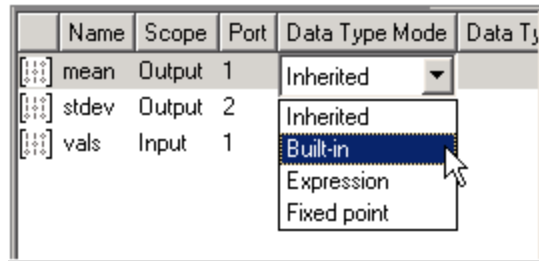 Name Scope Port Data Type Mode Data Ty
mean Output 1 Inherited
stdev Output 2 Inherited
vals Input 1 Built-in
Expression
Fixed point